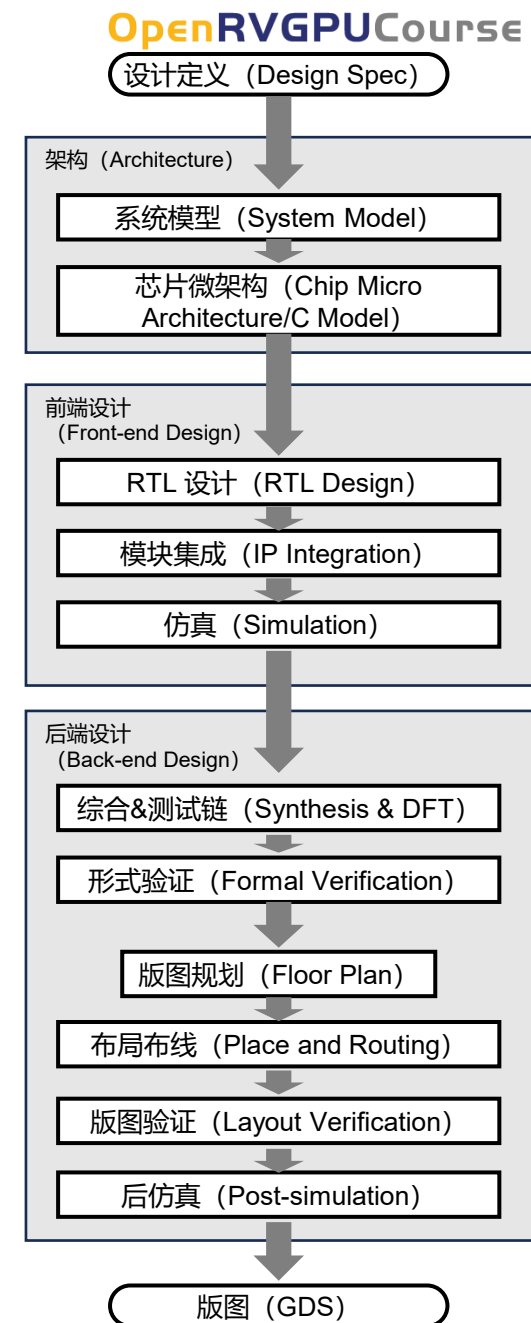 OpenRVGPUCourse
设计定义（Design Spec）
架构（Architecture）
系统模型（System Model）
芯片微架构（Chip Micro
Architecture/C Model）
前端设计
（Front-end Design）
RTL 设计（RTL Design）
模块集成（IP Integration）
仿真（Simulation）
后端设计
（Back-end Design）
综合&测试链（Synthesis & DFT）
形式验证（Formal Verification）
版图规划（Floor Plan）
布局布线（Place and Routing）
版图验证（Layout Verification）
后仿真（Post-simulation）
版图（GDS）